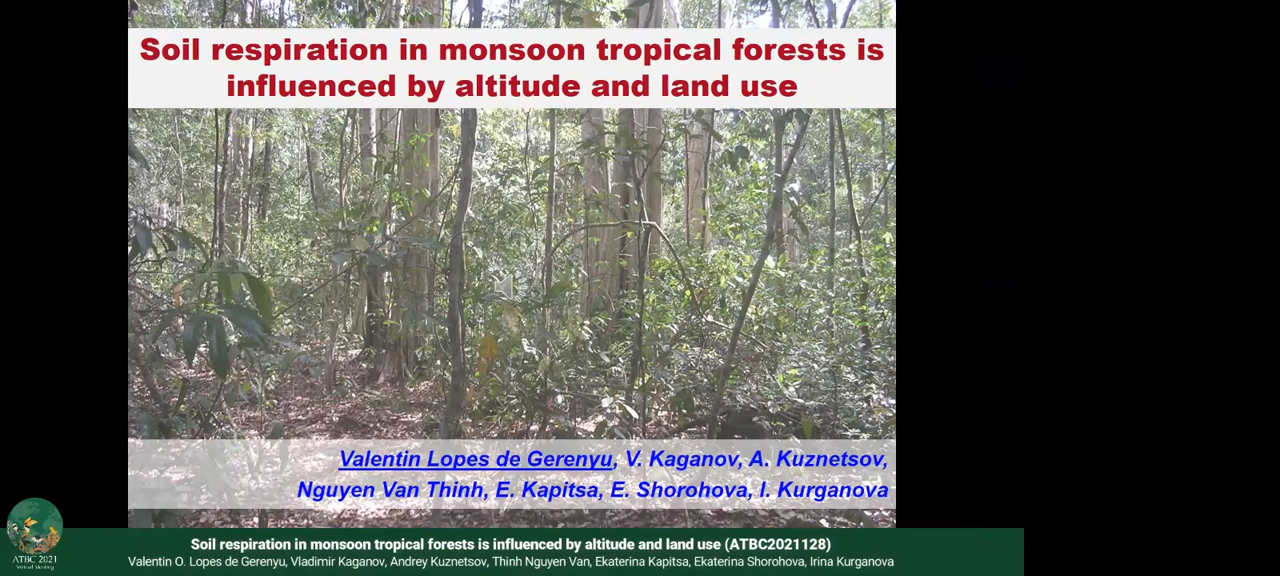 Soil respiration in monsoon tropical forests is
influenced by altitude and land use
Valentin Lopes de Gerenyu, V. Kaganov, A. Kuznetsov,
Nguyen Van Thinh, E. Kapitsa, E. Shorohova, I. Kurganova
ATBC 2021
Virtual Meeting
Soil respiration in monsoon tropical forests is influenced by altitude and land use (ATBC2021128)
Valentin O. Lopes de Gerenyu, Vladimir Kaganov, Andrey Kuznetsov, Thinh Nguyen Van, Ekaterina Kapitsa, Ekaterina Shorohova, Irina Kurganova